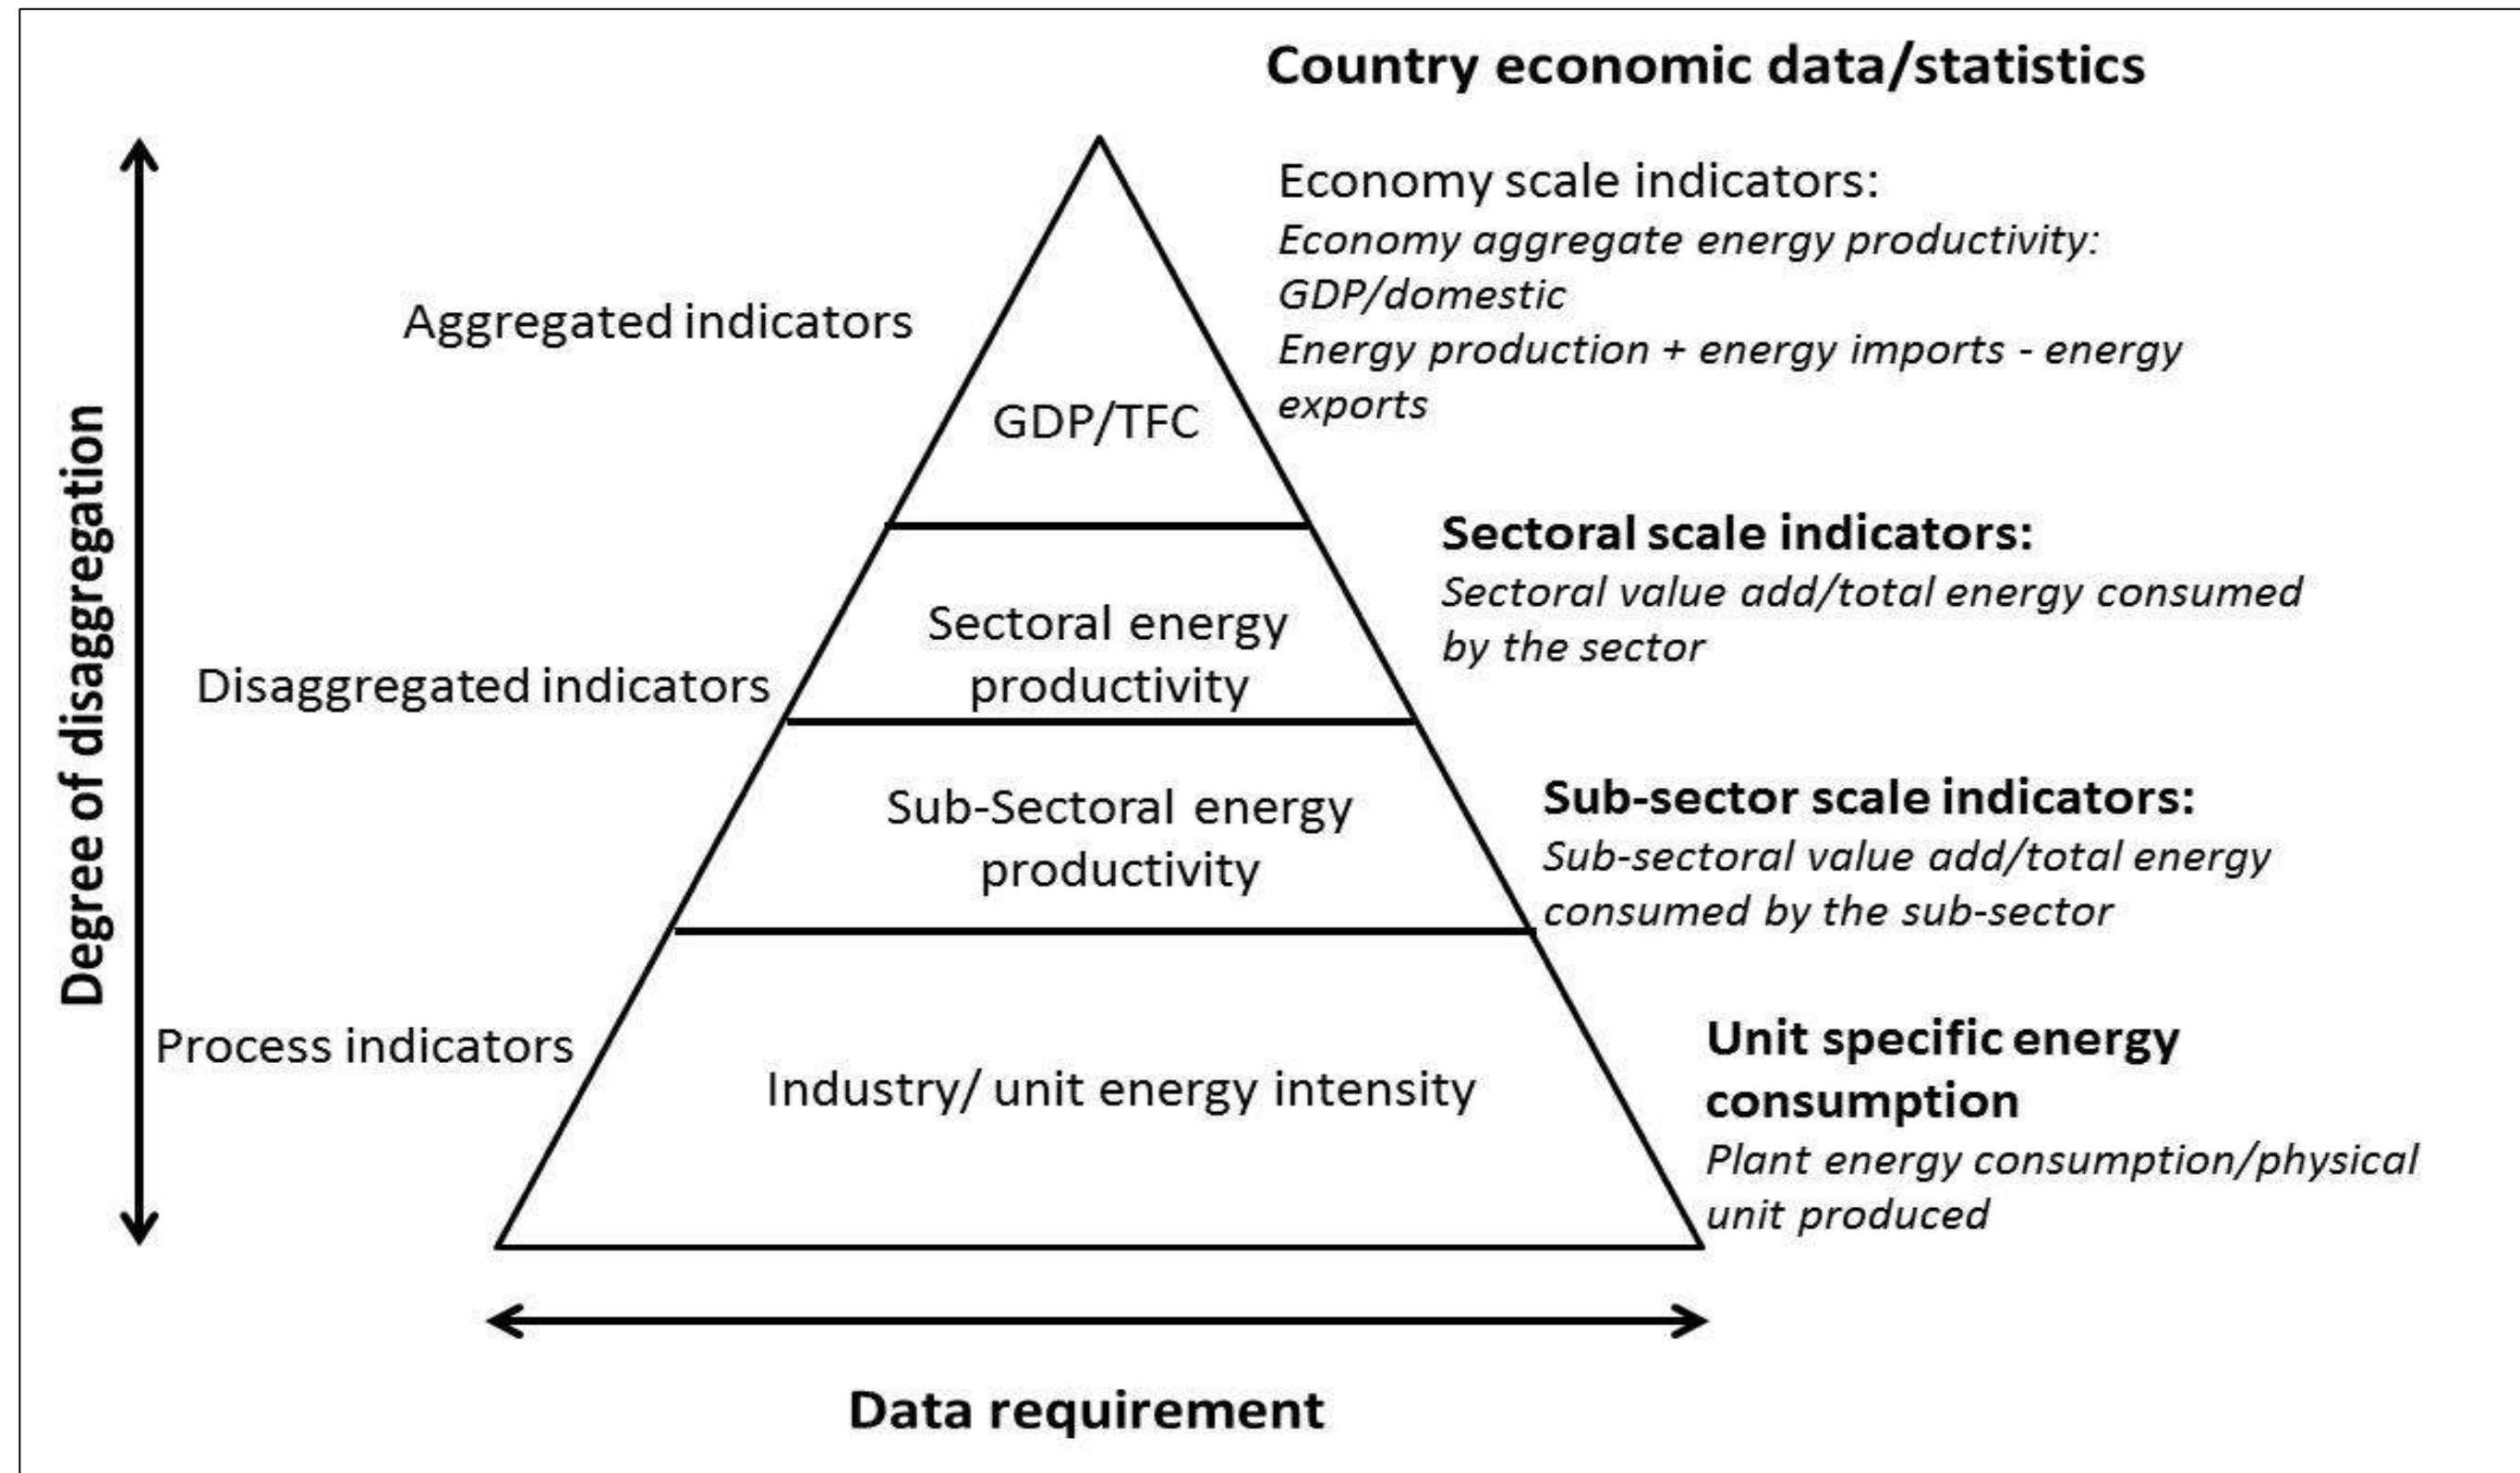 Country economic data/statistics
Economy scale indicators:
Economy aggregate energy productivity:
GDP/domestic
Energy production + energy imports - energy
exports
Aggregated indicators
GDP/TFC
Degree of disaggregation
Sectoral scale indicators:
Sectoral value add/total energy consumed
by the sector
Sectoral energy
productivity
Disaggregated indicators
Sub-Sectoral energy
productivity
Sub-sector scale indicators:
Sub-sectoral value add/total energy
consumed by the sub-sector
Process indicators
Industry/ unit energy intensity
Unit specific energy
consumption
Plant energy consumption/physical
unit produced
Data requirement